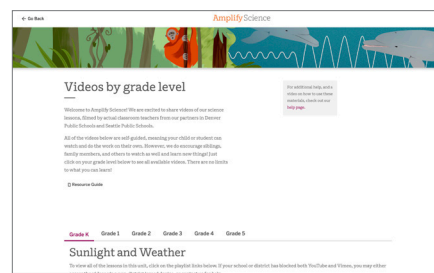 ← Go Back
Amplify Science
Videos by grade level
For additional help, and a
video on how to use these
materials, check out our
help page.
Welcome to Amplify Science! We are excited to share videos of our science
lessons, filmed by actual classroom teachers from our partners in Denver
Public Schools and Seattle Public Schools.
All of the videos below are self-guided, meaning your child or student can
watch and do the work on their own. However, we do encourage siblings,
family members, and others to watch as well and learn new things! Just
click on your grade level below to see all available videos. There are no limits
to what you can learn!
Resource Guide
Grade K Grade 1 Grade 2 Grade 3 Grade 4 Grade 5
Sunlight and Weather
To view all of the lessons in this unit, click on the playlist links below. If your school or district has blocked both YouTube and Vimeo, you may either